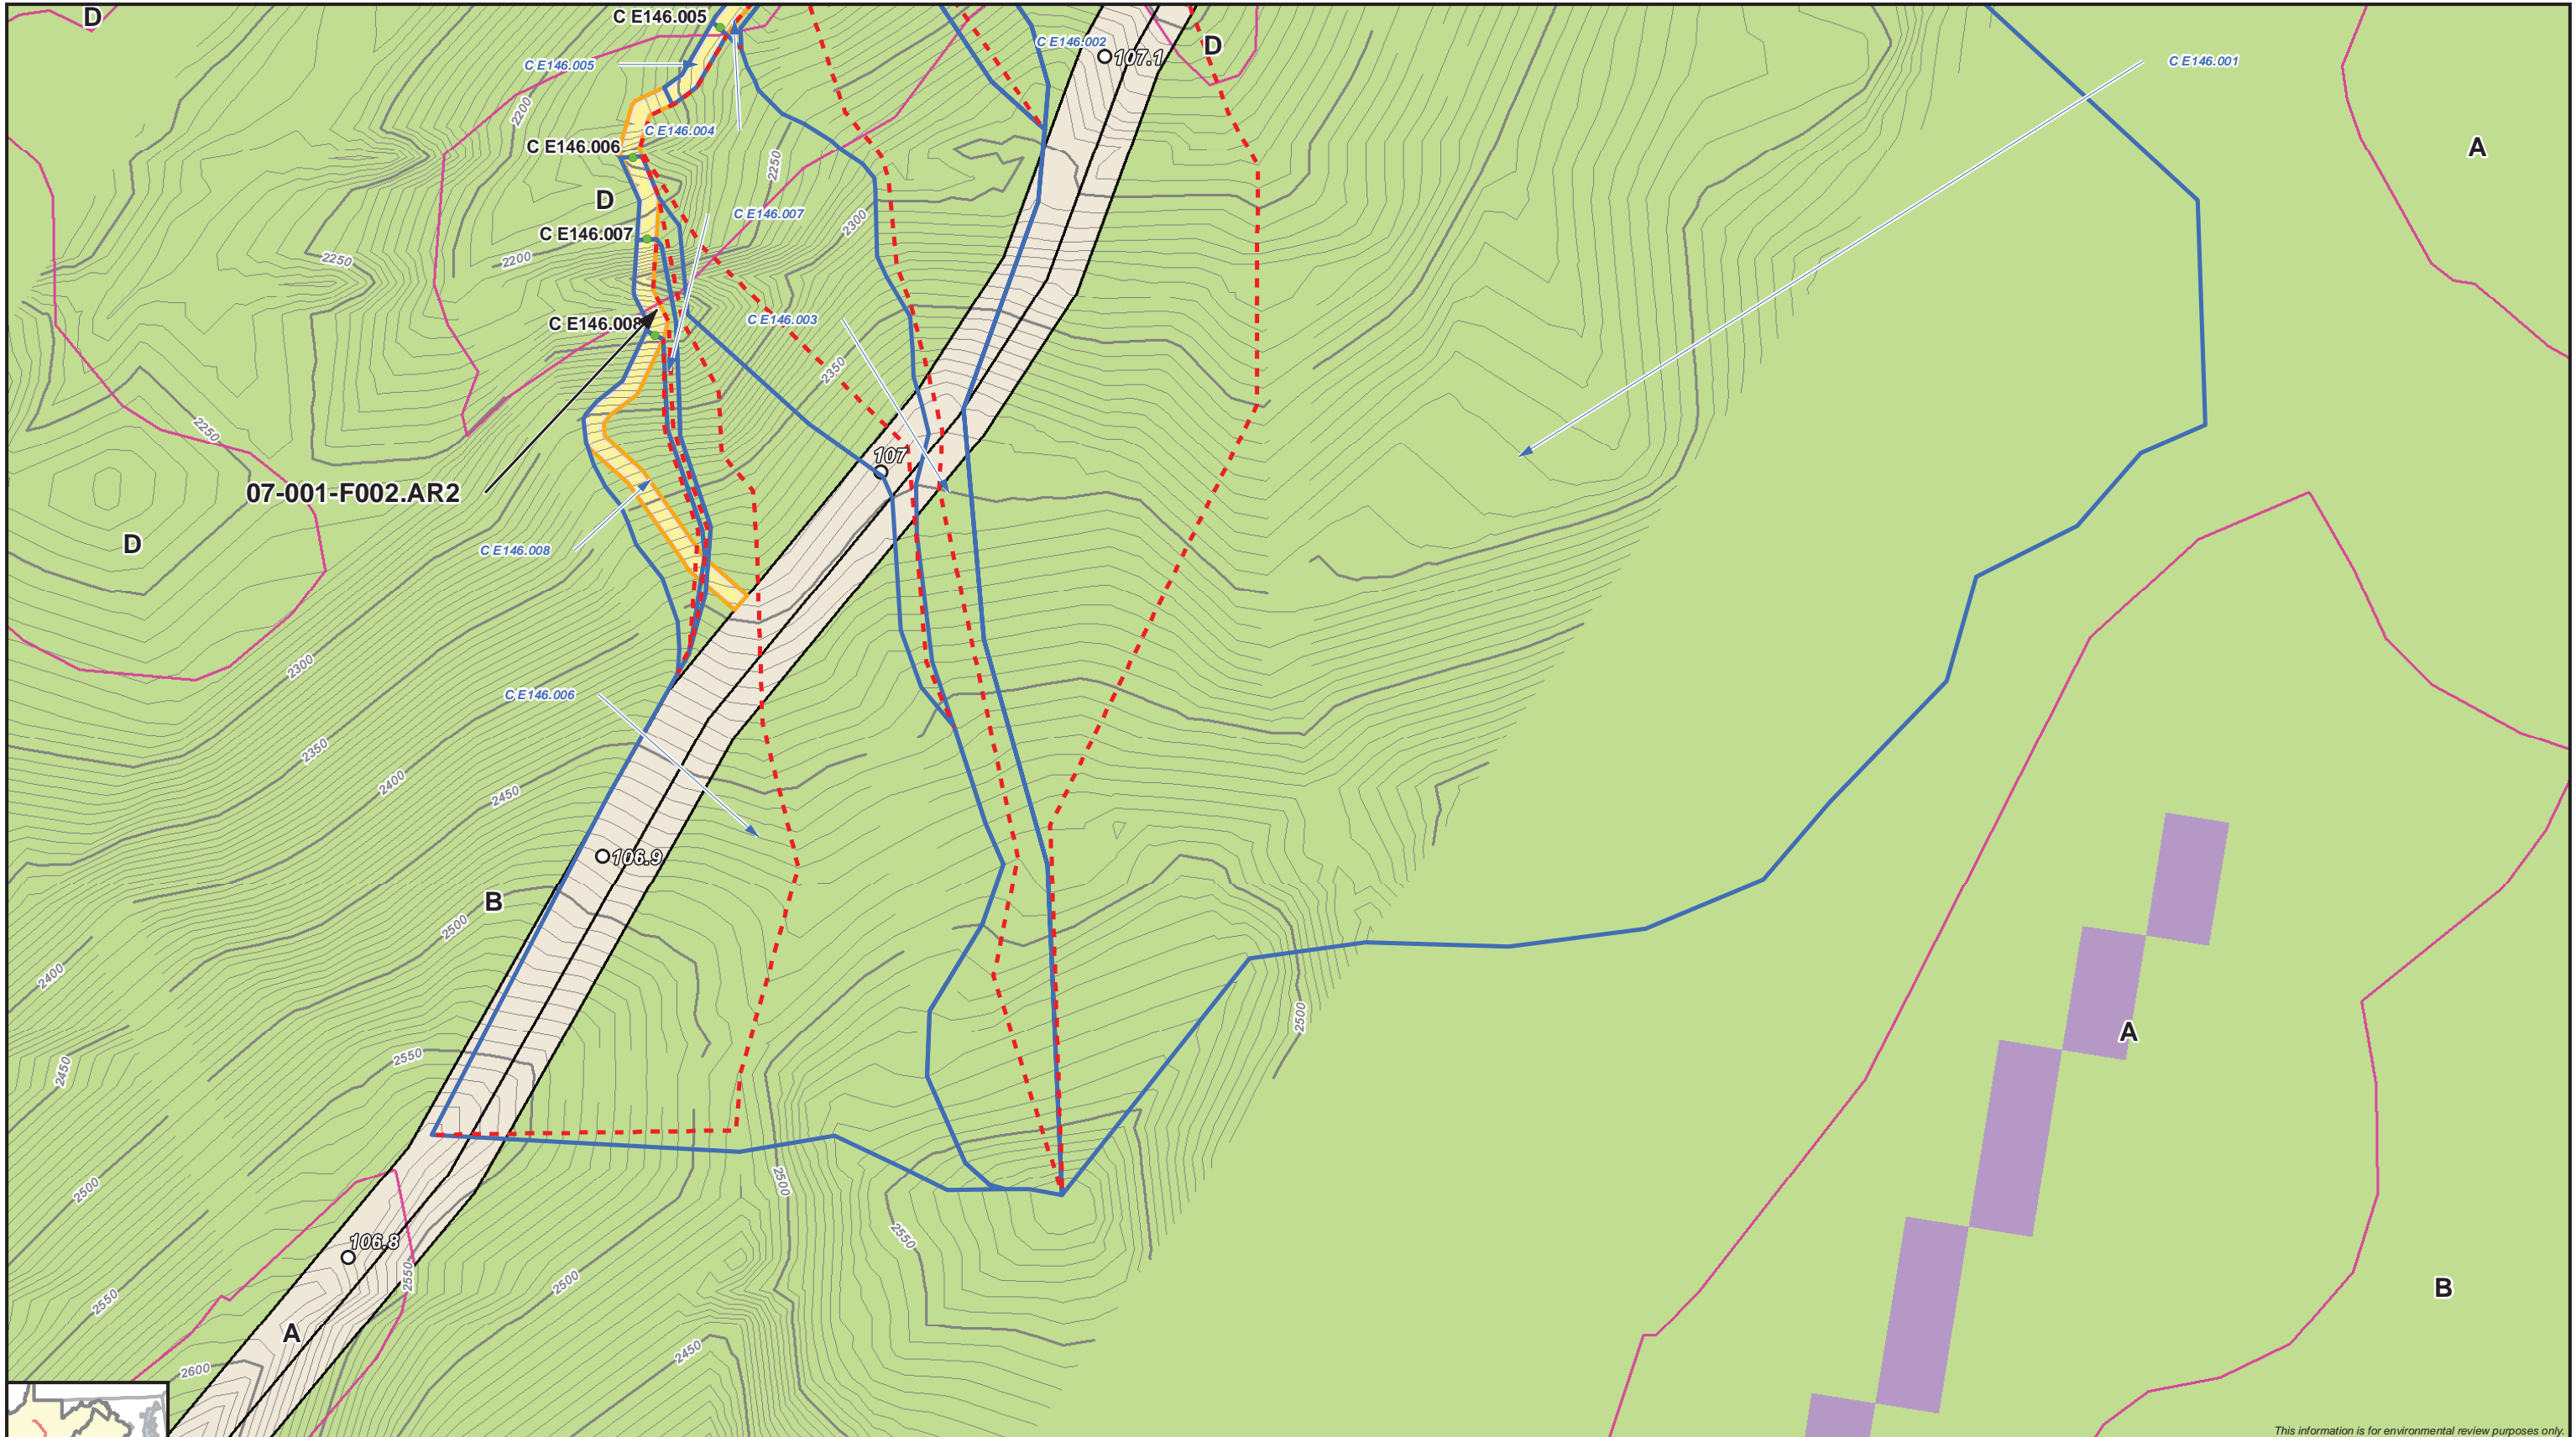 D
C E146.005
C E146.002
107.1
D
C E146.001
C E146.005
2200
C E146.004
C E146.006
2250
A
D
C E146.007
2300
C E146.007
2250
2200
C E146.008
C E146.003
2350
2250
107
07-001-F002.AR2
D
C E146.008
2300
C E146.006
2350
2400
2450
106.9
B
2500
2400
2500
A
2450
2550
2500
2500
2550
106.8
2550
2500
2550
B
A
2450
2600
This information is for environmental review purposes only.